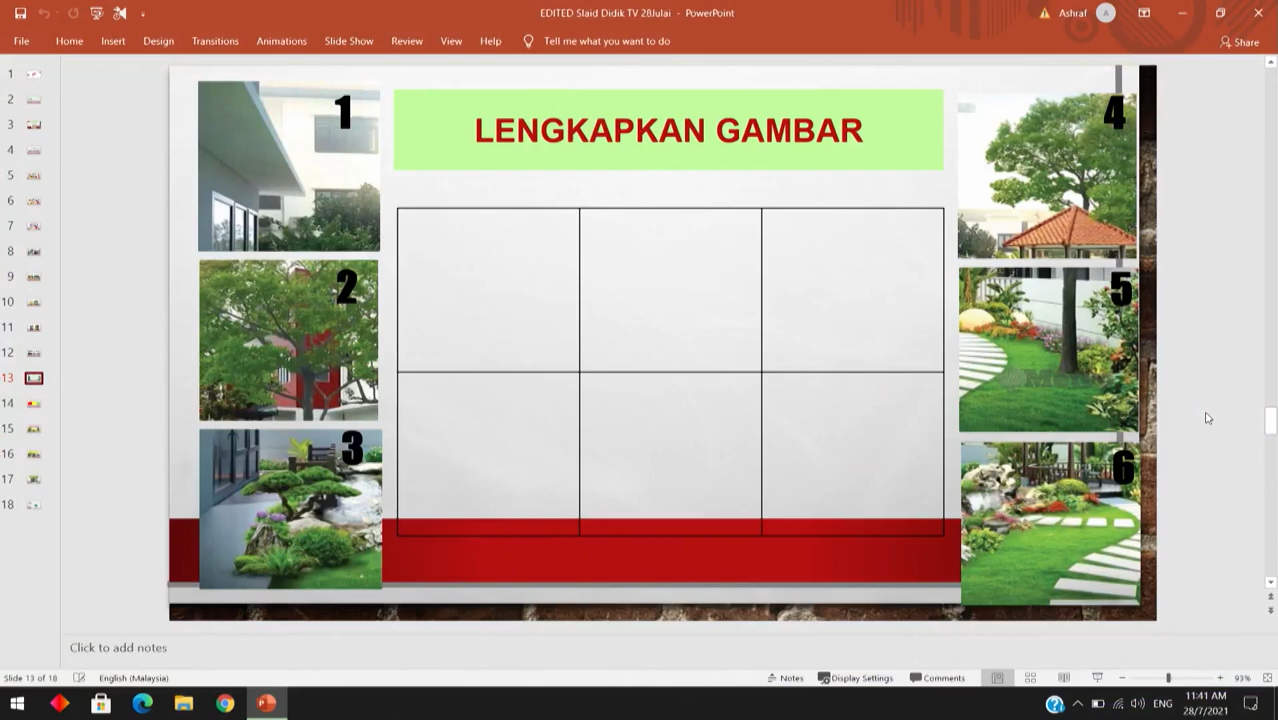 EDITED Slaid Didik TV 28Julai - PowerPoint
Ashraf
A
File Home Insert Design Transitions Animations Slide Show Review View Help Tell me what you want to do
Share
1
2
3
4
5
6
7
8
9
10
11
12
13
14
15
16
17
18
1
LENGKAPKAN GAMBAR
4
2
5
3
6
Click to add notes
Slide 13 of 18 English (Malaysia) Notes Display Settings Comments 93%
ENG
11:41 AM
28/7/2021